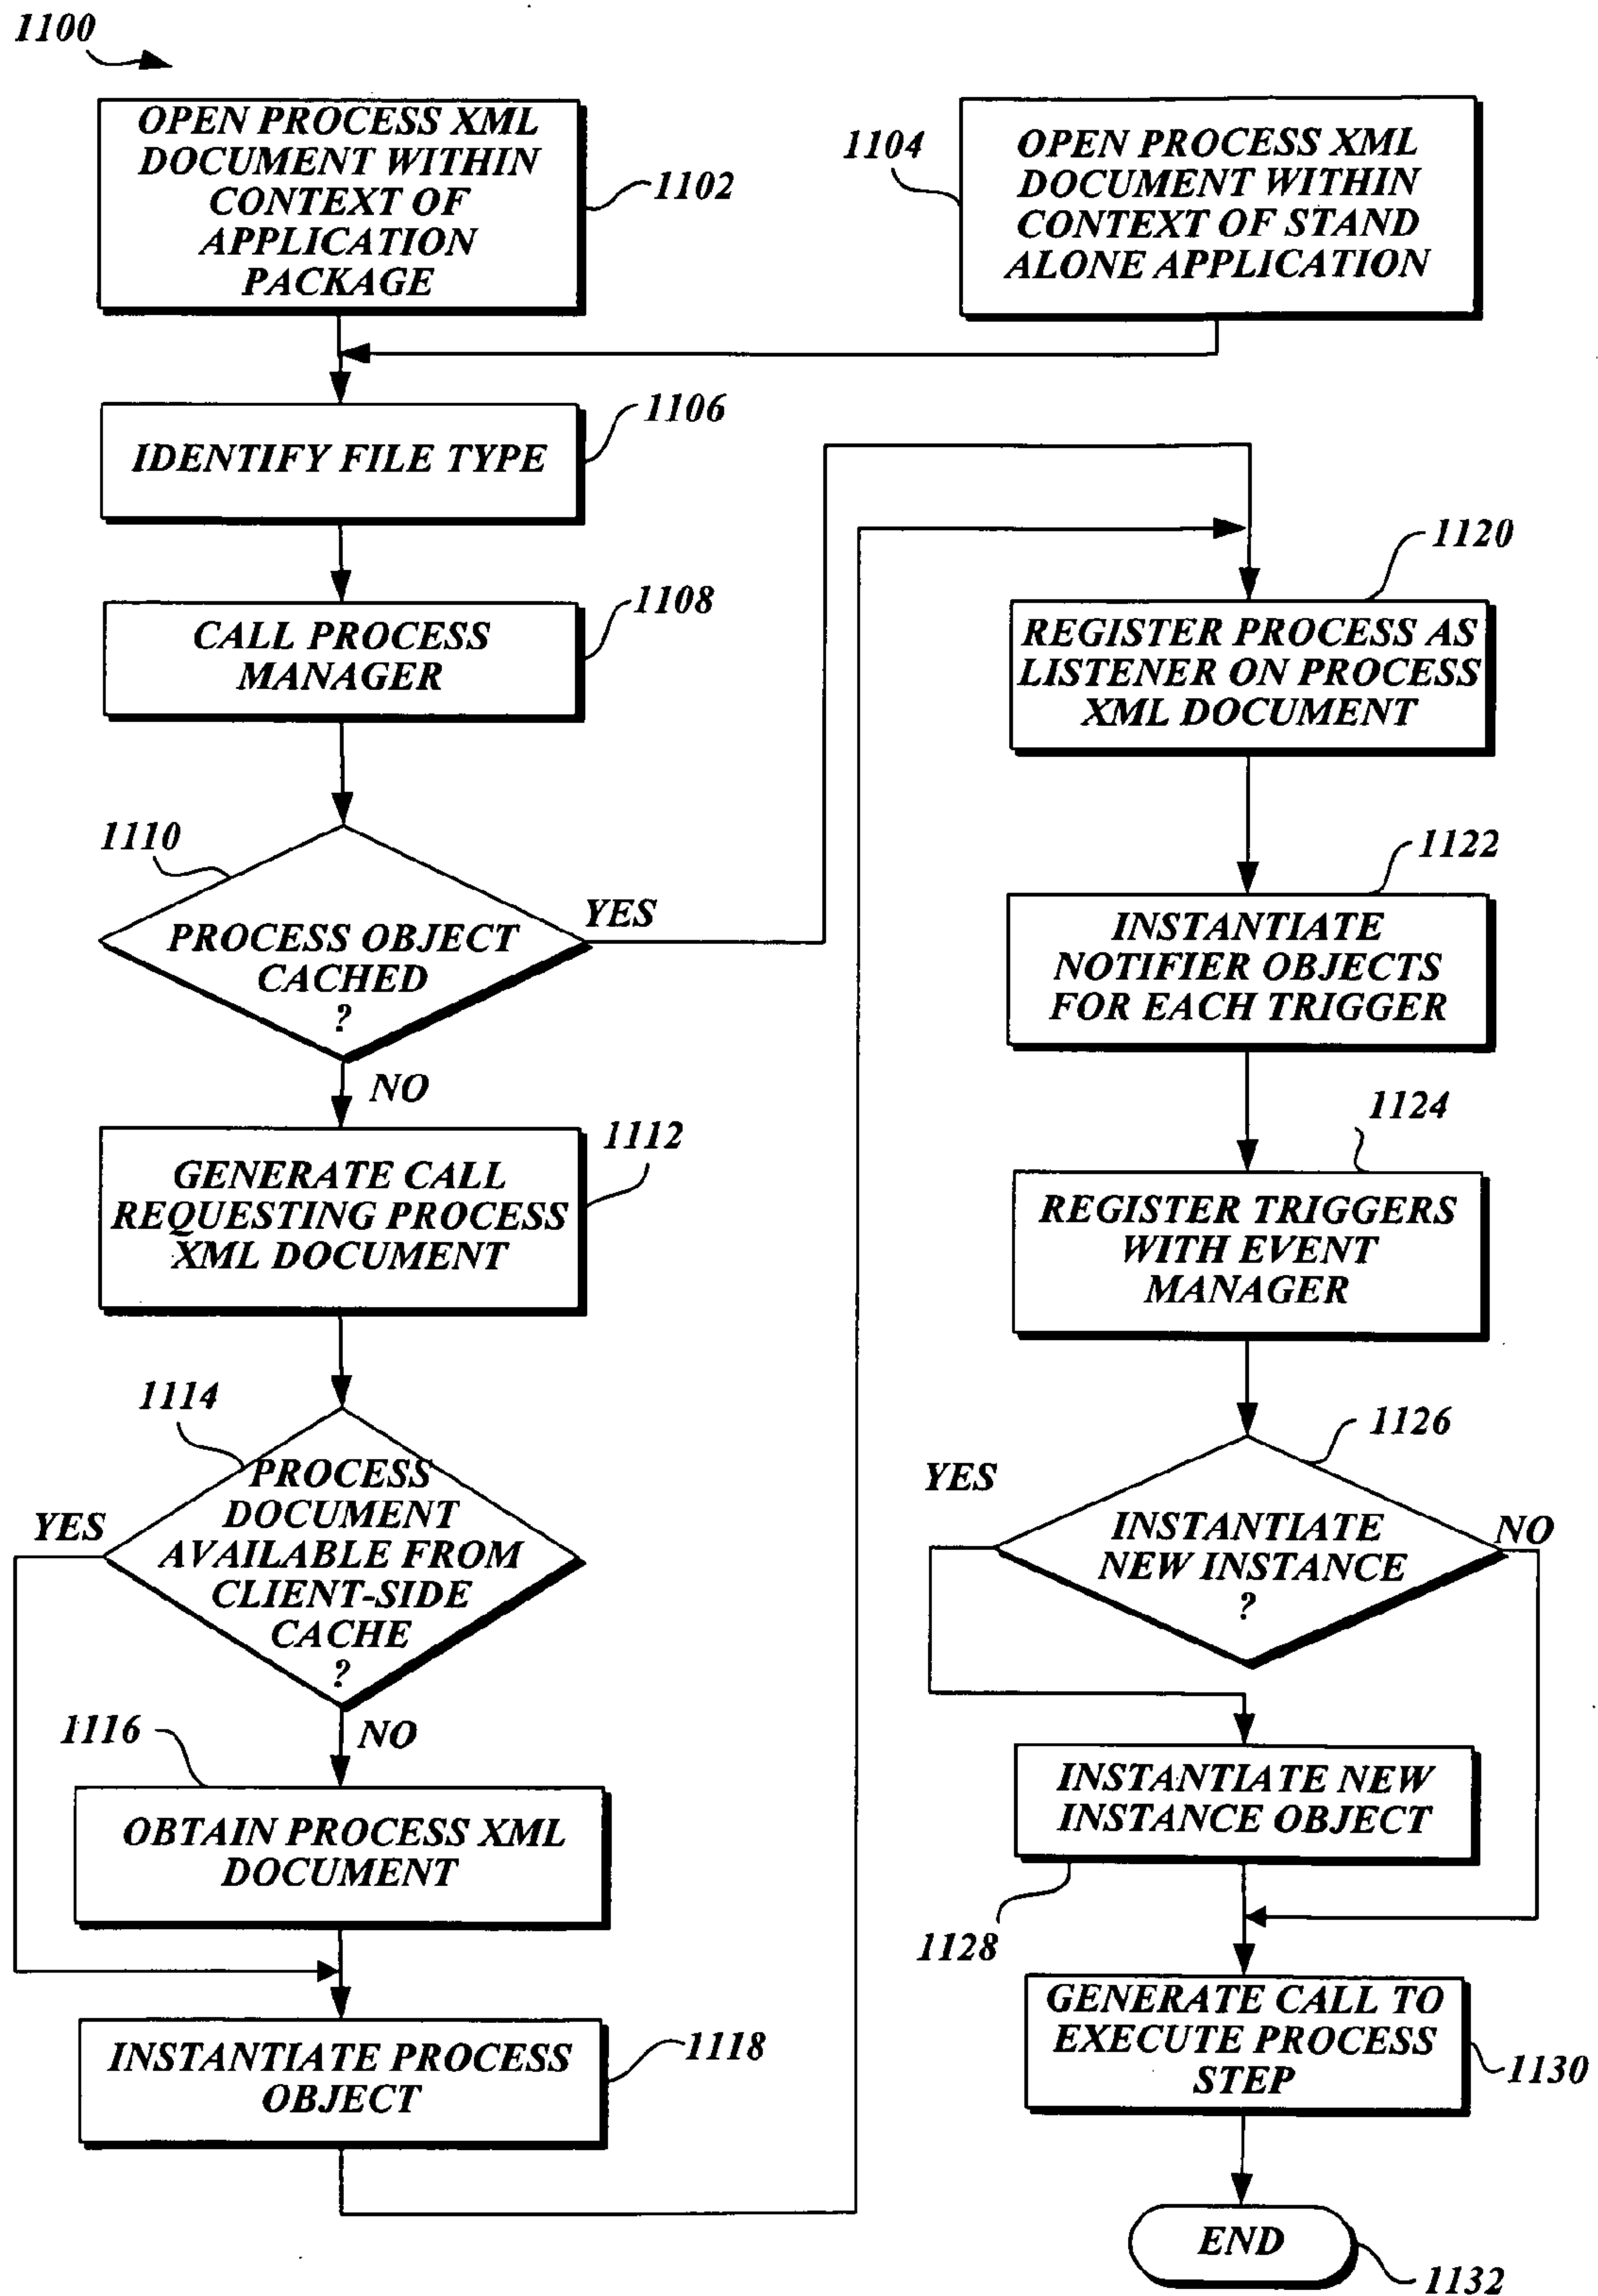 1100
OPEN PROCESS XML
DOCUMENT WITHIN
CONTEXT OF
APPLICATION
PACKAGE
1102
1104
OPEN PROCESS XML
DOCUMENT WITHIN
CONTEXT OF STAND
ALONE APPLICATION
IDENTIFY FILE TYPE
1106
CALL PROCESS
MANAGER
1108
1110
PROCESS OBJECT
CACHED
?
YES
NO
GENERATE CALL
REQUESTING PROCESS
XML DOCUMENT
1112
1114
PROCESS
DOCUMENT
AVAILABLE FROM
CLIENT-SIDE
CACHE
?
YES
NO
1116
OBTAIN PROCESS XML
DOCUMENT
INSTANTIATE PROCESS
OBJECT
1118
1120
REGISTER PROCESS AS
LISTENER ON PROCESS
XML DOCUMENT
1122
INSTANTIATE
NOTIFIER OBJECTS
FOR EACH TRIGGER
1124
REGISTER TRIGGERS
WITH EVENT
MANAGER
1126
YES
INSTANTIATE
NEW INSTANCE
?
NO
INSTANTIATE NEW
INSTANCE OBJECT
1128
GENERATE CALL TO
EXECUTE PROCESS
STEP
1130
END
1132